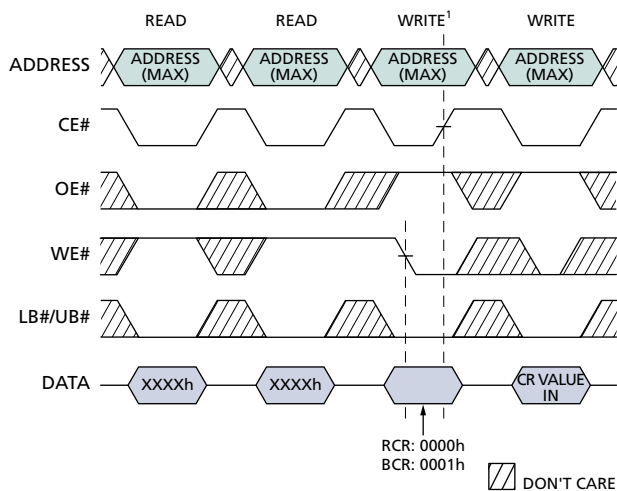 READ READ WRITE¹ WRITE
ADDRESS ADDRESS (MAX) ADDRESS (MAX) ADDRESS (MAX) ADDRESS (MAX)
CE#
OE#
WE#
LB#/UB#
DATA XXXXh XXXXh CR VALUE IN
RCR: 0000h
BCR: 0001h
DON'T CARE